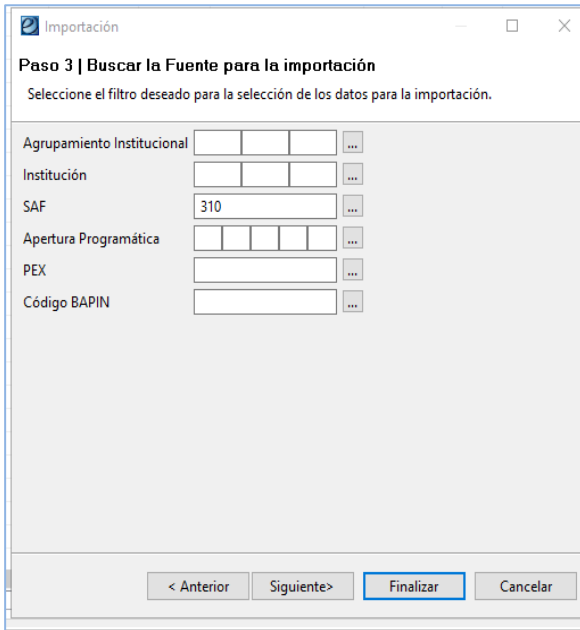 Importación
Paso 3 | Buscar la Fuente para la importación
Seleccione el filtro deseado para la selección de los datos para la importación.
Agrupamiento Institucional ...
Institución ...
SAF 310 ...
Apertura Programática ...
PEX ...
Código BAPIN ...
< Anterior Siguiente> Finalizar Cancelar